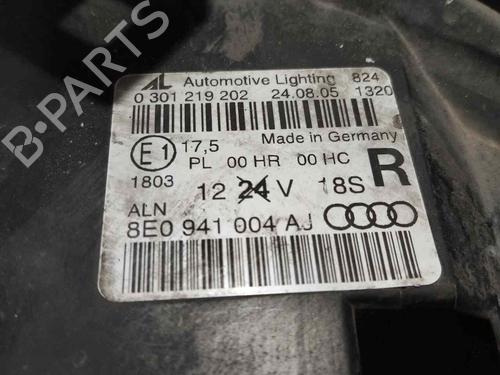 AL Automotive Lighting 824
0 301 219 202 24.08.05 1320
Made in Germany
E1 17,5
PL 00 HR 00 HC
R
1803
12 24 V 18S
ALN
8E0 941 004 AJ
B-PARTS